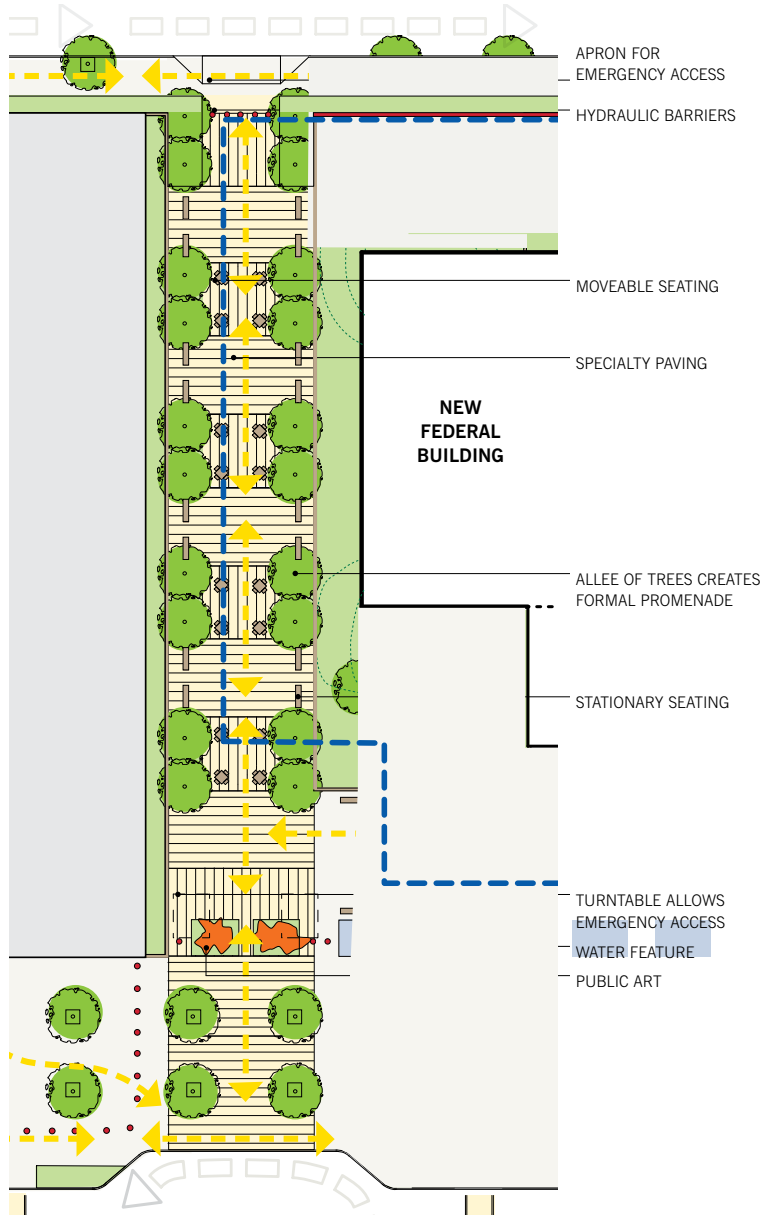 APRON FOR
EMERGENCY ACCESS
HYDRAULIC BARRIERS
MOVEABLE SEATING
SPECIALTY PAVING
NEW
FEDERAL
BUILDING
ALLEE OF TREES CREATES
FORMAL PROMENADE
STATIONARY SEATING
TURNTABLE ALLOWS
EMERGENCY ACCESS
WATER FEATURE
PUBLIC ART